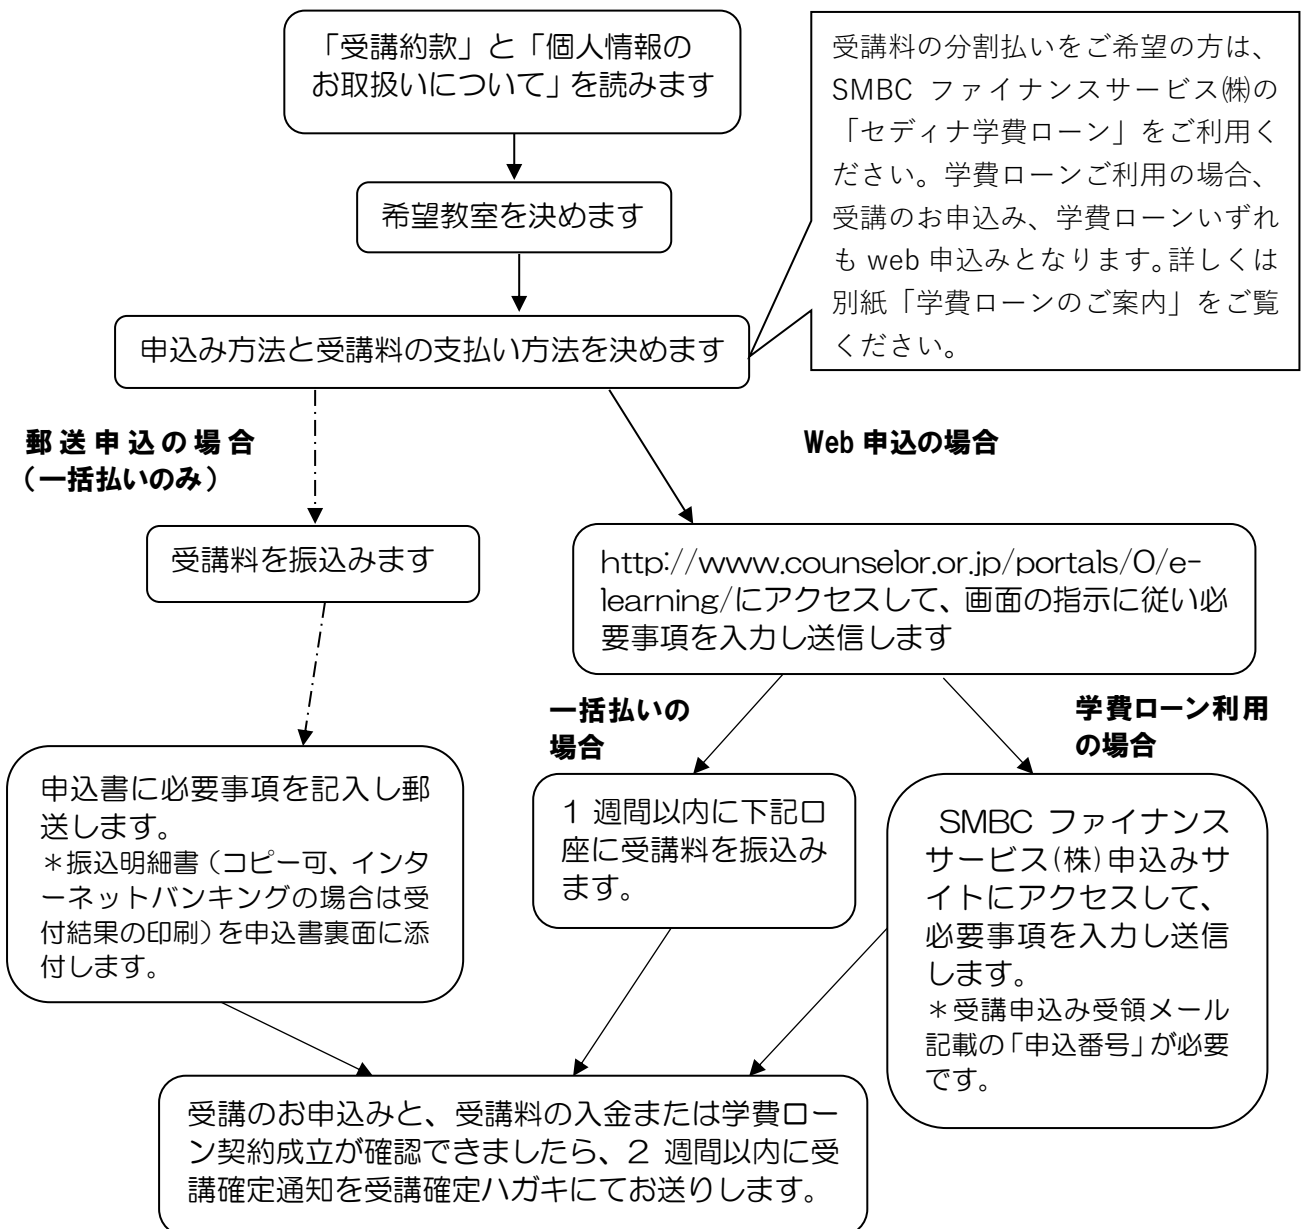 「受講約款」と「個人情報の
お取扱いについて」を読みます
受講料の分割払いをご希望の方は、
SMBC ファイナンスサービス㈱の
「セディナ学費ローン」をご利用く
ださい。学費ローンご利用の場合、
受講のお申込み、学費ローンいずれ
も web 申込みとなります。詳しくは
別紙「学費ローンのご案内」をご覧
ください。
希望教室を決めます
申込み方法と受講料の支払い方法を決めます
郵送申込の場合
（一括払いのみ）
Web 申込の場合
受講料を振込みます
http://www.counselor.or.jp/portals/0/e-
learning/にアクセスして、画面の指示に従い必
要事項を入力し送信します
一括払いの
場合
学費ローン利用
の場合
申込書に必要事項を記入し郵
送します。
＊振込明細書（コピー可、インタ
ーネットバンキングの場合は受
付結果の印刷）を申込書裏面に添
付します。
1 週間以内に下記口
座に受講料を振込み
ます。
SMBC ファイナンス
サービス(株)申込みサ
イトにアクセスして、
必要事項を入力し送信
します。
＊受講申込み受領メール
記載の「申込番号」が必要
です。
受講のお申込みと、受講料の入金または学費ロー
ン契約成立が確認できましたら、2 週間以内に受
講確定通知を受講確定ハガキにてお送りします。